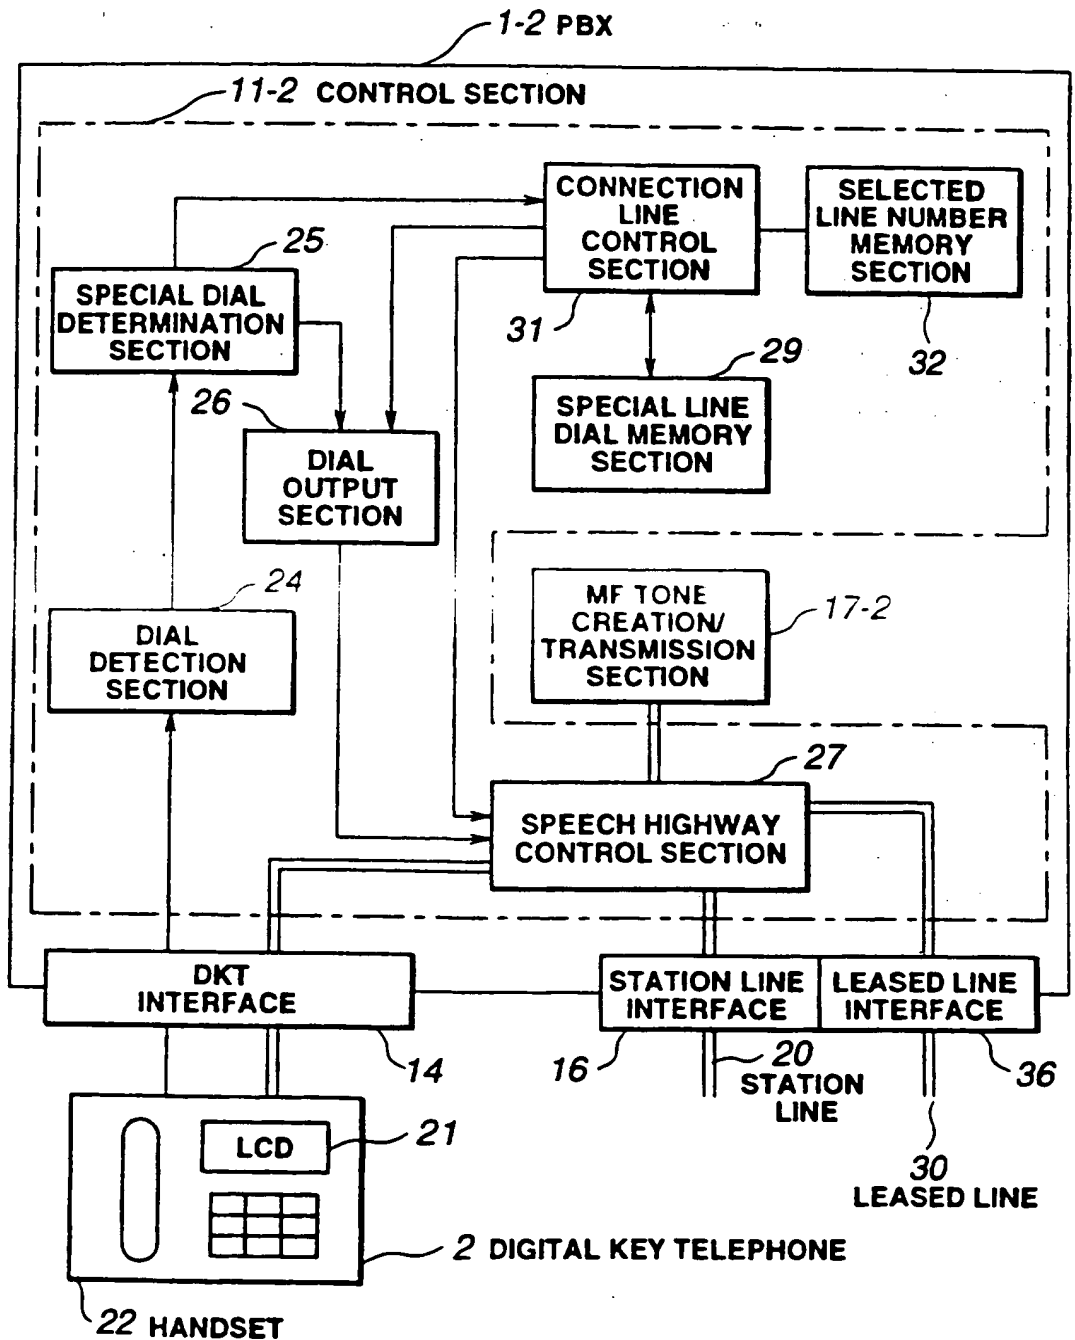 1-2 PBX
11-2 CONTROL SECTION
CONNECTION
LINE
CONTROL
SECTION
31
SELECTED
LINE NUMBER
MEMORY
SECTION
32
25
SPECIAL DIAL
DETERMINATION
SECTION
29
SPECIAL LINE
DIAL MEMORY
SECTION
26
DIAL
OUTPUT
SECTION
24
DIAL
DETECTION
SECTION
MF TONE
CREATION/
TRANSMISSION
SECTION
17-2
27
SPEECH HIGHWAY
CONTROL SECTION
DKT
INTERFACE
14
STATION LINE
INTERFACE
16
LEASED LINE
INTERFACE
36
20
STATION
LINE
30
LEASED LINE
LCD
21
2 DIGITAL KEY TELEPHONE
22 HANDSET